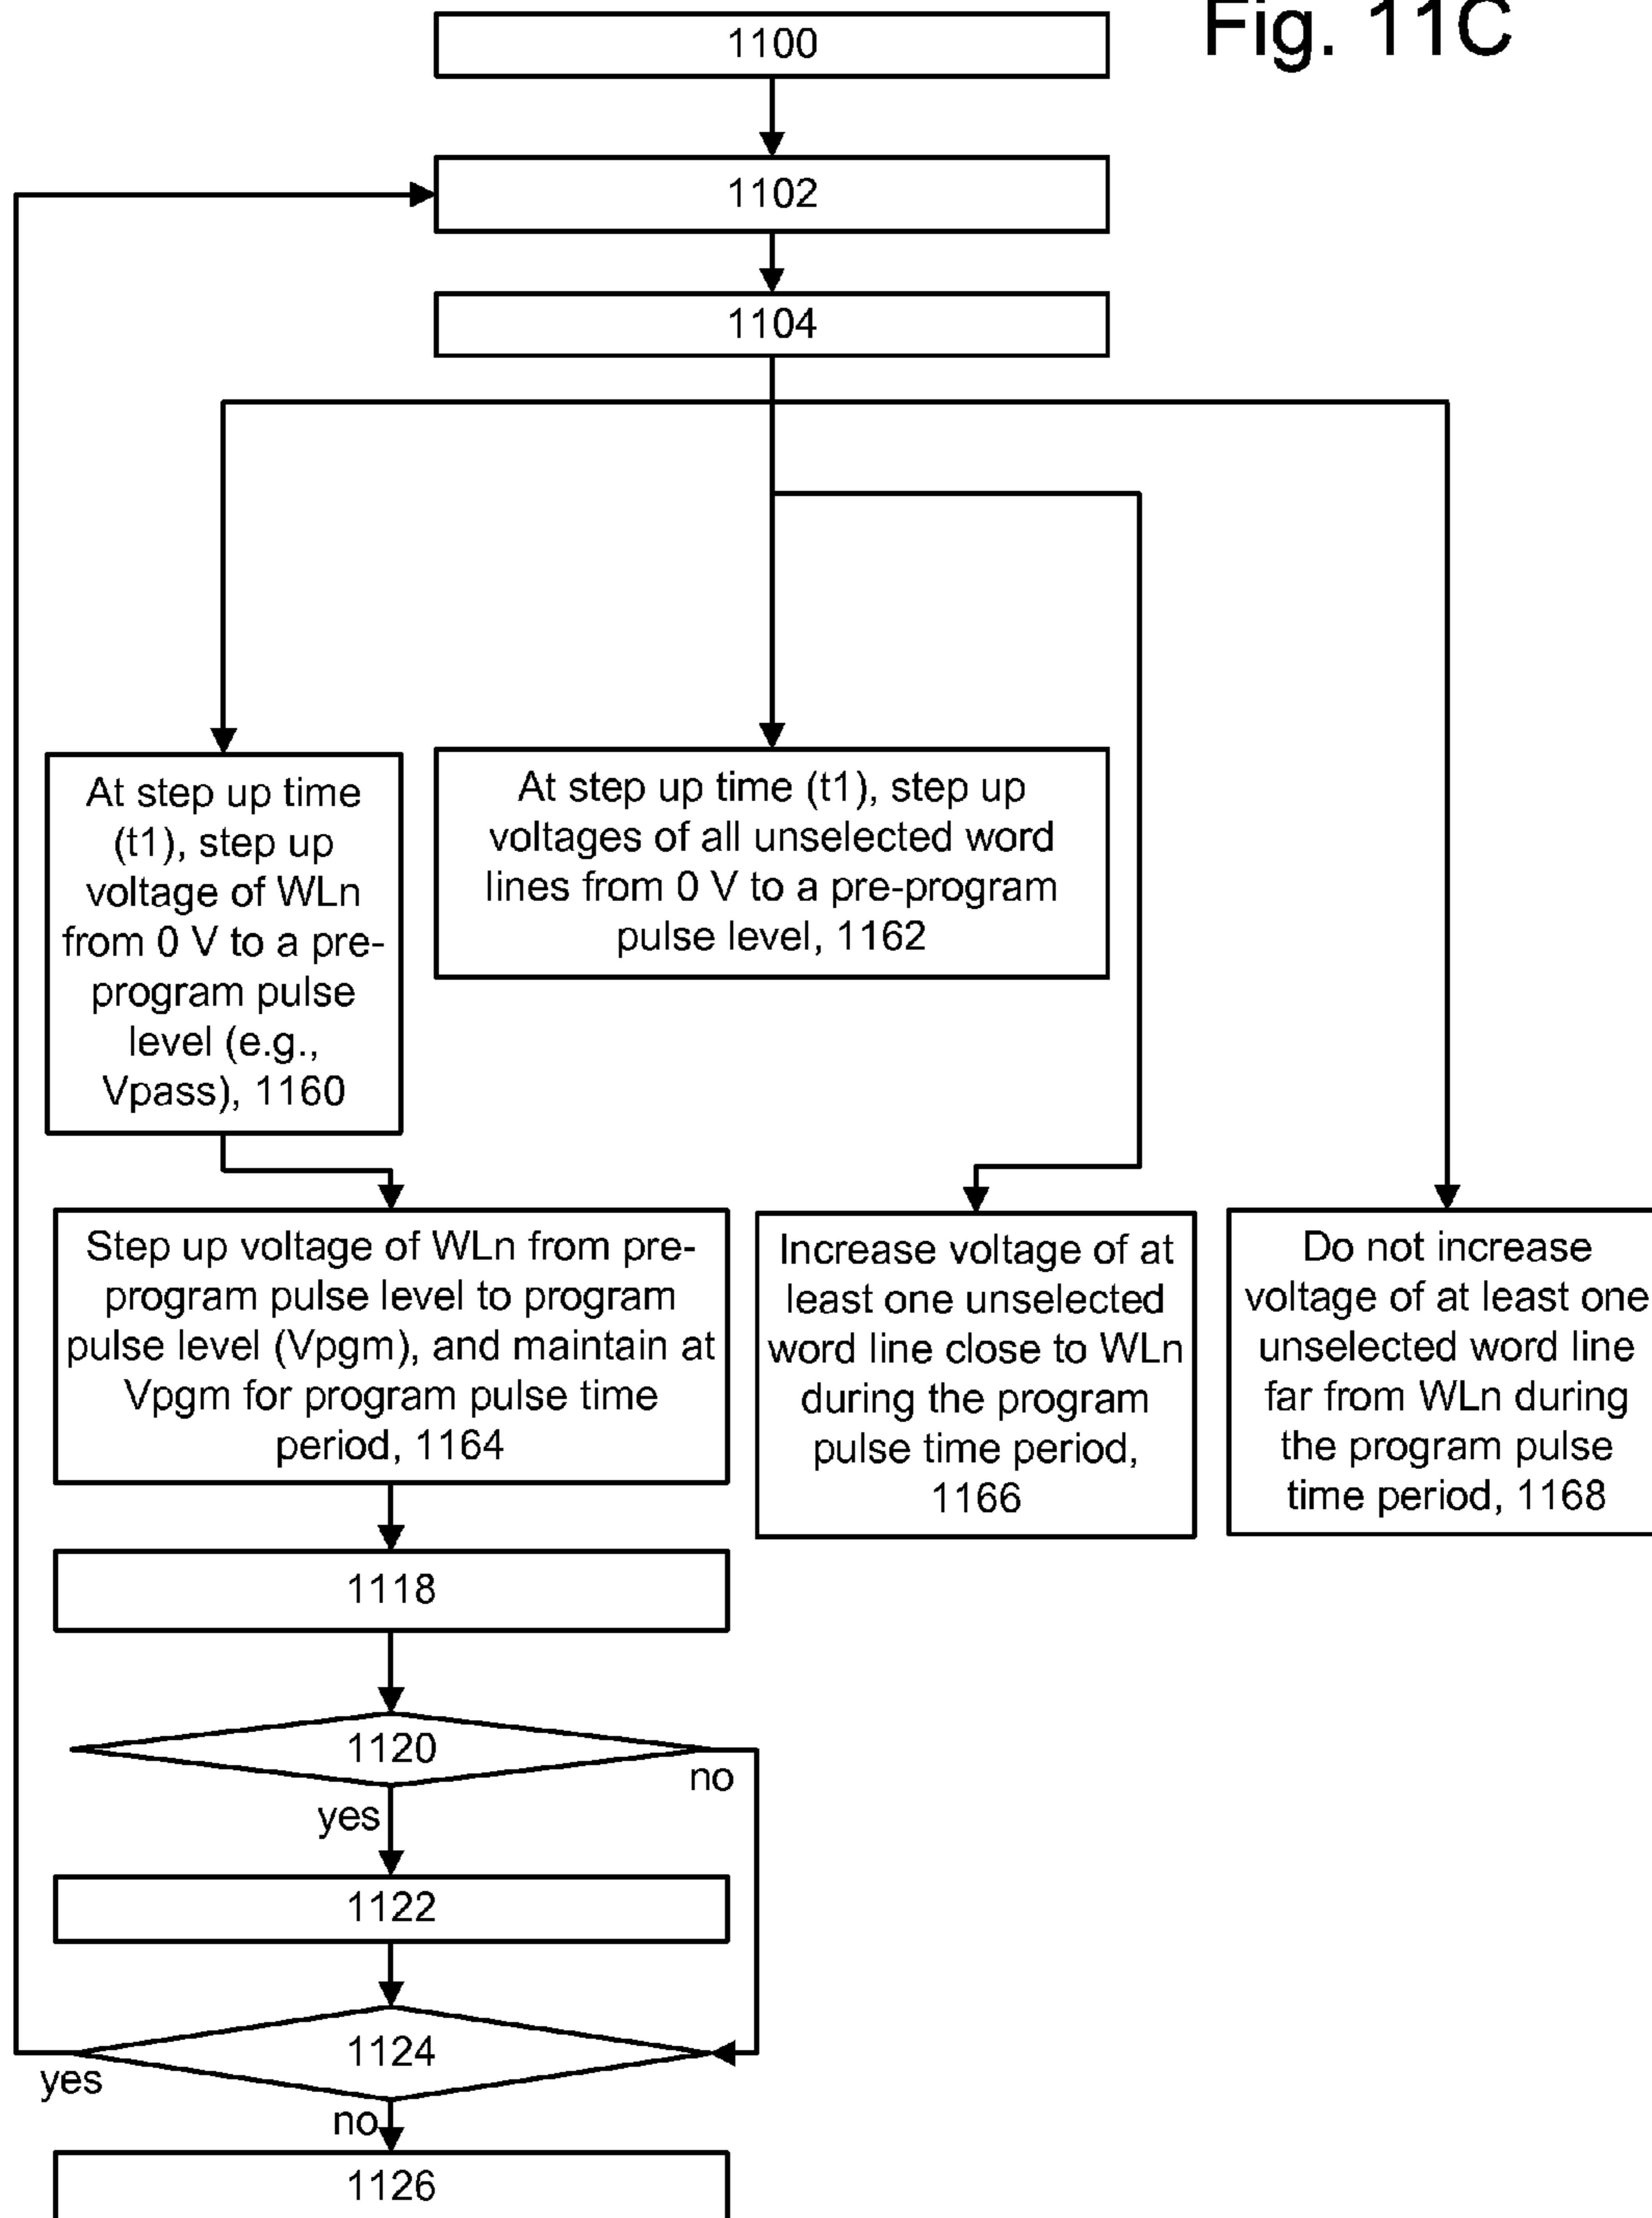 Fig. 11C
1100
1102
1104
At step up time
(t1), step up
voltage of WLn
from 0 V to a pre-
program pulse
level (e.g.,
Vpass), 1160
At step up time (t1), step up
voltages of all unselected word
lines from 0 V to a pre-program
pulse level, 1162
Step up voltage of WLn from pre-
program pulse level to program
pulse level (Vpgm), and maintain at
Vpgm for program pulse time
period, 1164
Increase voltage of at
least one unselected
word line close to WLn
during the program
pulse time period,
1166
Do not increase
voltage of at least one
unselected word line
far from WLn during
the program pulse
time period, 1168
1118
1120
no
yes
1122
1124
yes
no
1126